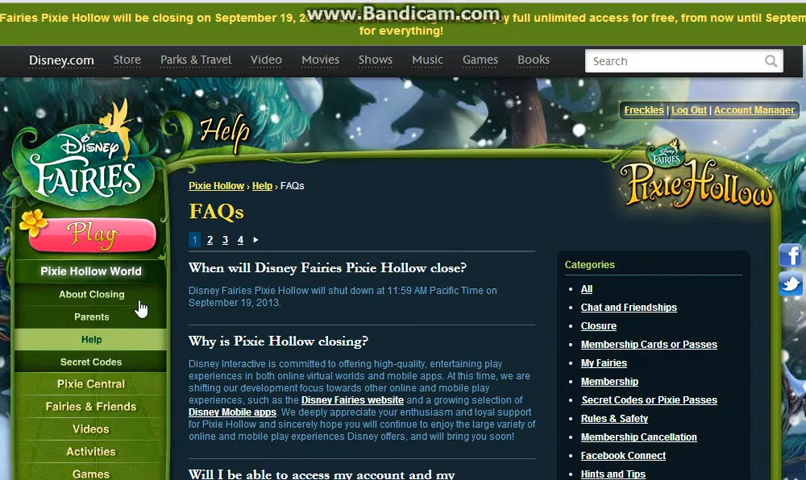 www.Bandicam.com
Fairies Pixie Hollow will be closing on September 19, 20 y full unlimited access for free, from now until Septem
for everything!
Disney.com Store Parks & Travel Video Movies Shows Music Games Books Search
Freckles | Log Out | Account Manager
Help
Disney
FAIRIES
Disney Fairies
Pixie Hollow
Pixie Hollow › Help › FAQs
FAQs
1 2 3 4
Play
Pixie Hollow World
About Closing
Parents
Help
Secret Codes
Pixie Central
Fairies & Friends
Videos
Activities
Games
When will Disney Fairies Pixie Hollow close?
Disney Fairies Pixie Hollow will shut down at 11:59 AM Pacific Time on
September 19, 2013.
Why is Pixie Hollow closing?
Disney Interactive is committed to offering high-quality, entertaining play
experiences in both online virtual worlds and mobile apps. At this time, we are
shifting our development focus towards other online and mobile play
experiences, such as the Disney Fairies website and a growing selection of
Disney Mobile apps. We deeply appreciate your enthusiasm and loyal support
for Pixie Hollow and sincerely hope you will continue to enjoy the large variety of
online and mobile play experiences Disney offers, and will bring you soon!
Will I be able to access my account and my
Categories
All
Chat and Friendships
Closure
Membership Cards or Passes
My Fairies
Membership
Secret Codes or Pixie Passes
Rules & Safety
Membership Cancellation
Facebook Connect
Hints and Tips